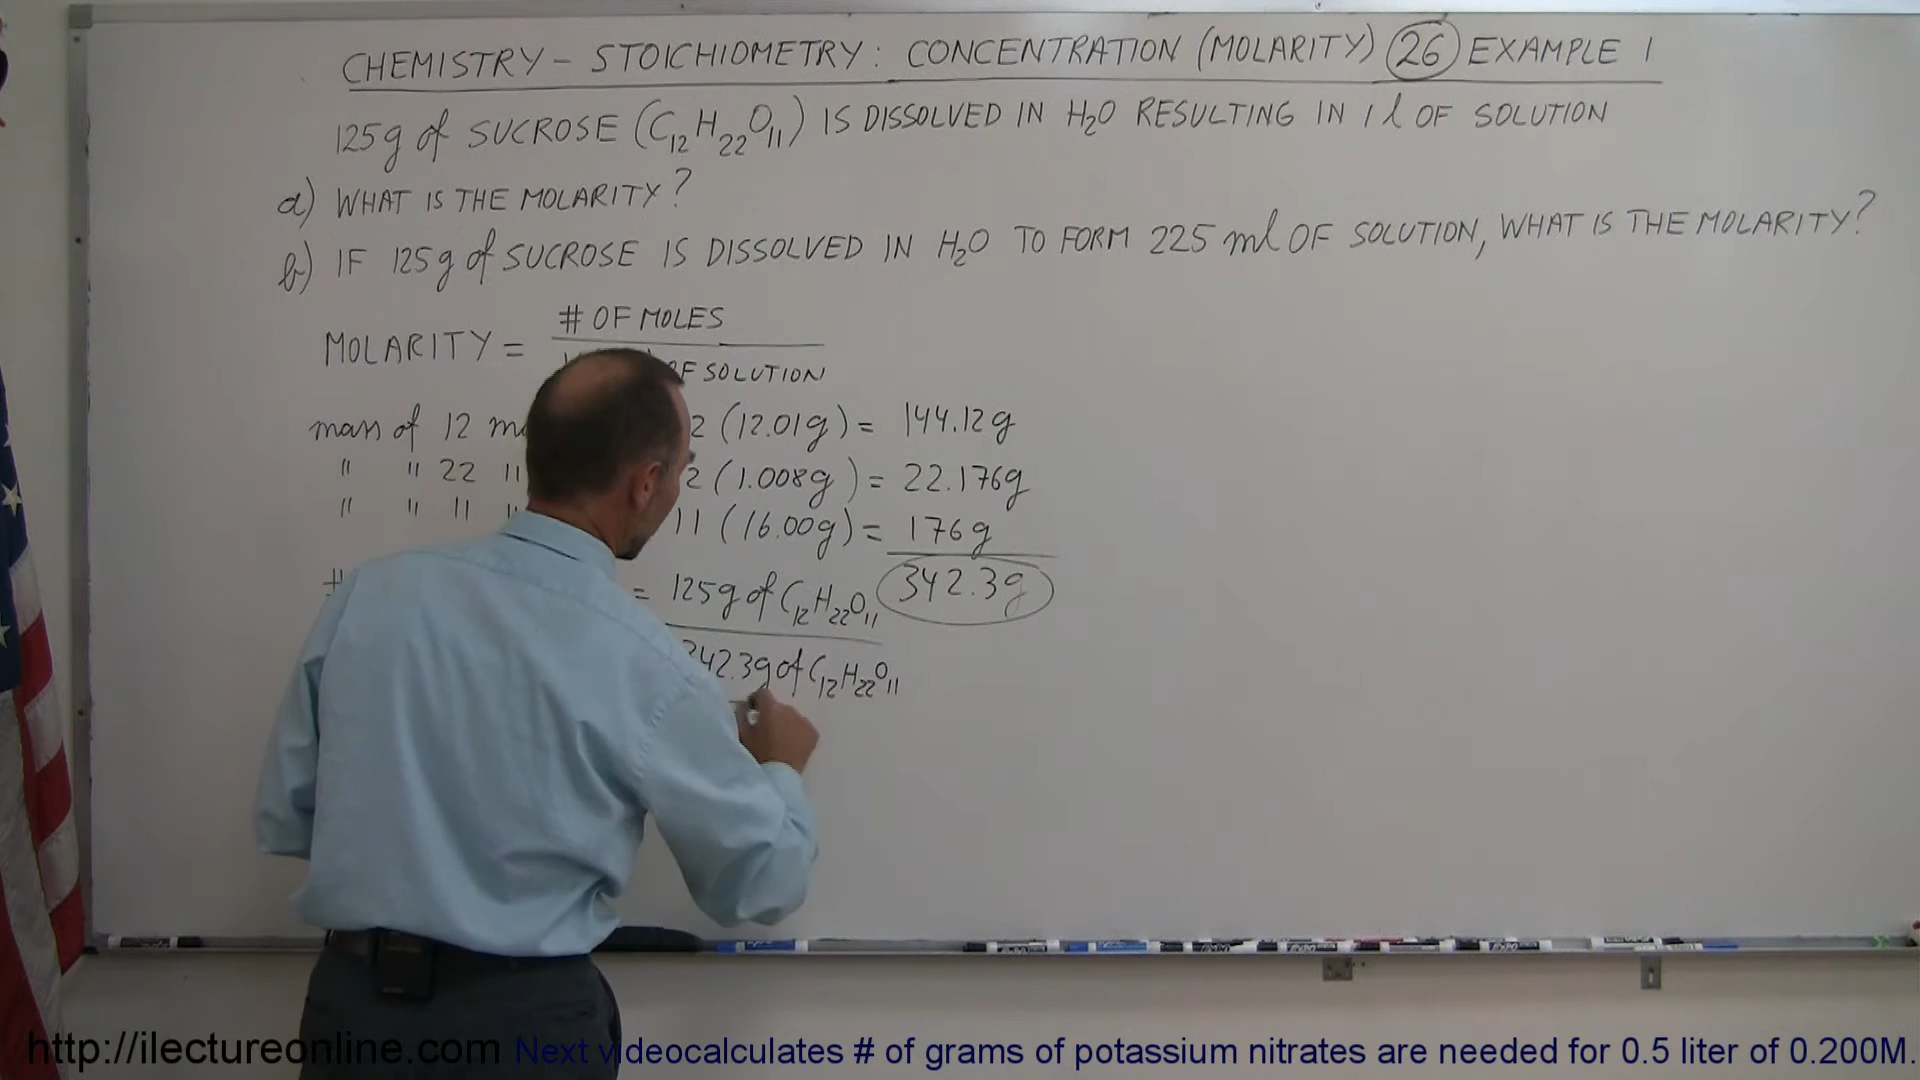 CHEMISTRY – STOICHIOMETRY: CONCENTRATION (MOLARITY) 26 EXAMPLE 1
125g of SUCROSE (C12H22O11) IS DISSOLVED IN H2O RESULTING IN 1 l OF SOLUTION
a) WHAT IS THE MOLARITY?
b) IF 125g of SUCROSE IS DISSOLVED IN H2O TO FORM 225 ml OF SOLUTION, WHAT IS THE MOLARITY?
# OF MOLES
MOLARITY =
OF SOLUTION
mass of 12 2 (12.01g) = 144.12g
" " 22 " 2 (1.008g) = 22.176g
" " 11 " 11 (16.00g) = 176g
# = 125g of C12H22O11 342.3g
342.3g of C12H22O11
http://ilectureonline.com Next videocalculates # of grams of potassium nitrates are needed for 0.5 liter of 0.200M.